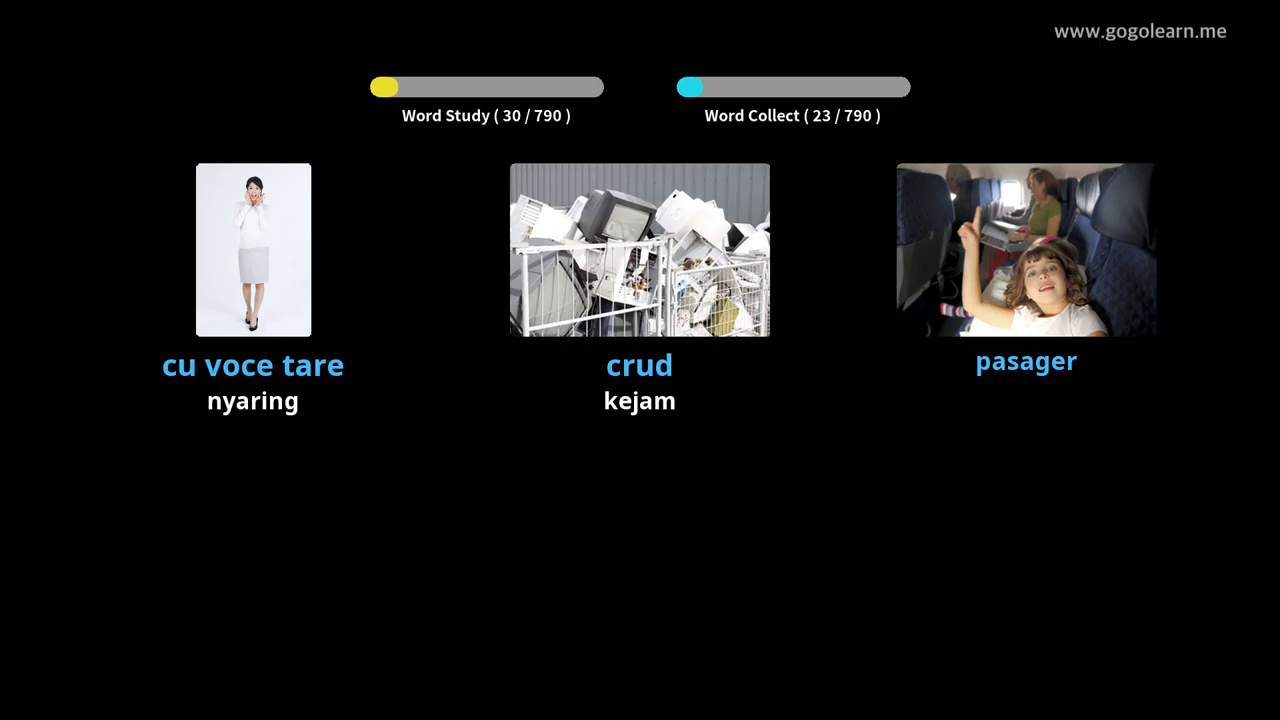 www.gogolearn.me
Word Study ( 30 / 790 )
Word Collect ( 23 / 790 )
cu voce tare
nyaring
crud
kejam
pasager